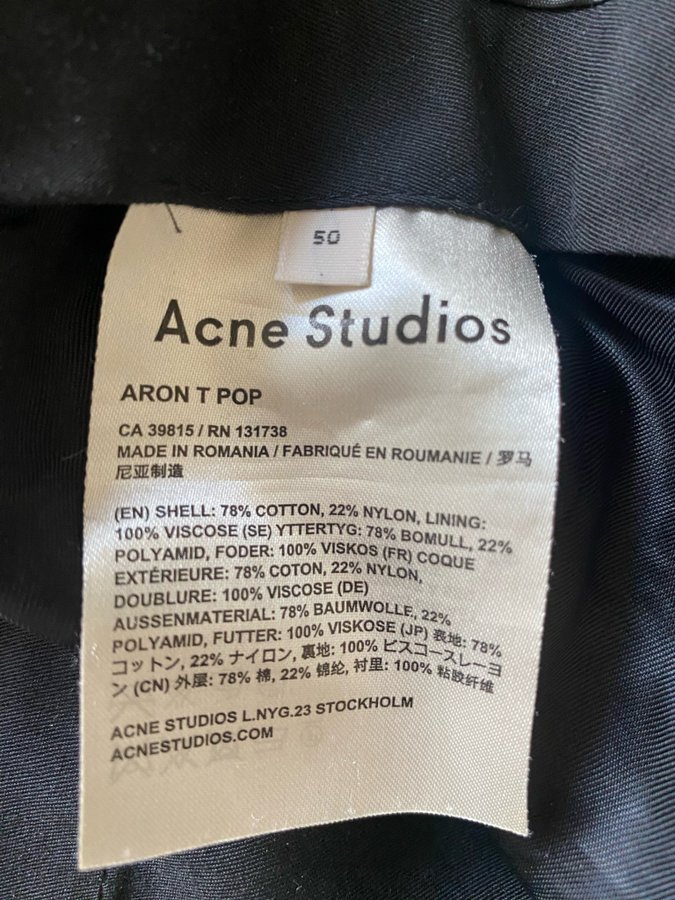 50
Acne Studios
ARON T POP
CA 39815 / RN 131738
MADE IN ROMANIA / FABRIQUÉ EN ROUMANIE / 罗马
尼亚制造
(EN) SHELL: 78% COTTON, 22% NYLON, LINING:
100% VISCOSE (SE) YTTERTYG: 78% BOMULL, 22%
POLYAMID, FODER: 100% VISKOS (FR) COQUE
EXTÉRIEURE: 78% COTON, 22% NYLON,
DOUBLURE: 100% VISCOSE (DE)
AUSSENMATERIAL: 78% BAUMWOLLE, 22%
POLYAMID, FUTTER: 100% VISKOSE (JP) 表地: 78%
コットン, 22% ナイロン, 裏地: 100% ビスコースレーヨ
ン (CN) 外层: 78% 棉, 22% 锦纶, 衬里: 100% 粘胶纤维
ACNE STUDIOS L.NYG.23 STOCKHOLM
ACNESTUDIOS.COM